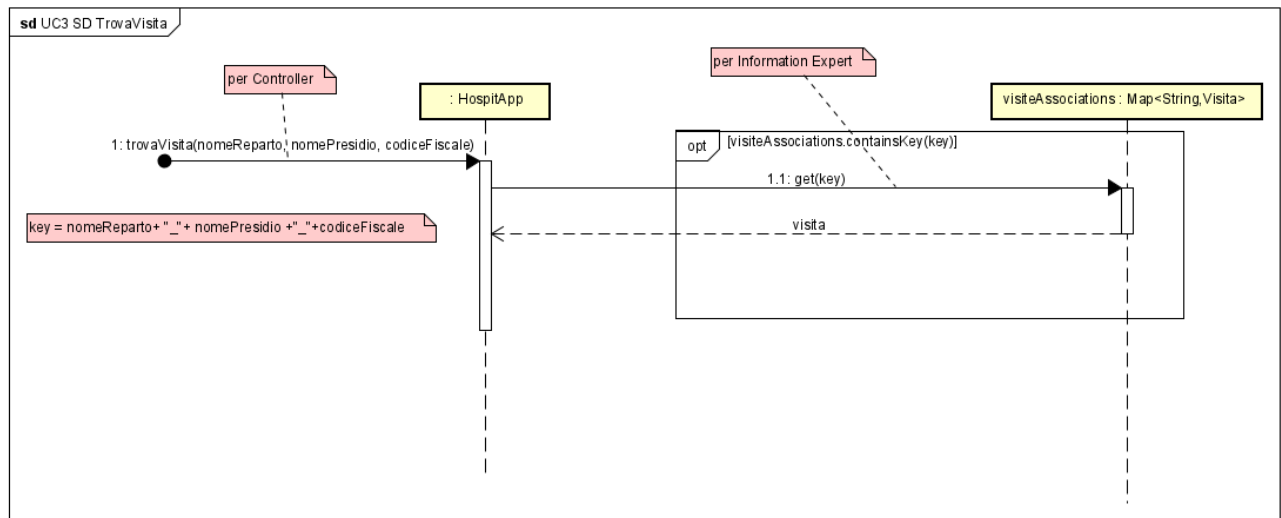 sd UC3 SD TrovaVisita
per Controller
per Information Expert
: HospitApp
visiteAssociations : Map<String,Visita>
1: trovaVisita(nomeReparto, nomePresidio, codiceFiscale)
opt
[visiteAssociations.containsKey(key)]
1.1: get(key)
key = nomeReparto+ "_"+ nomePresidio +"_"+codiceFiscale
visita